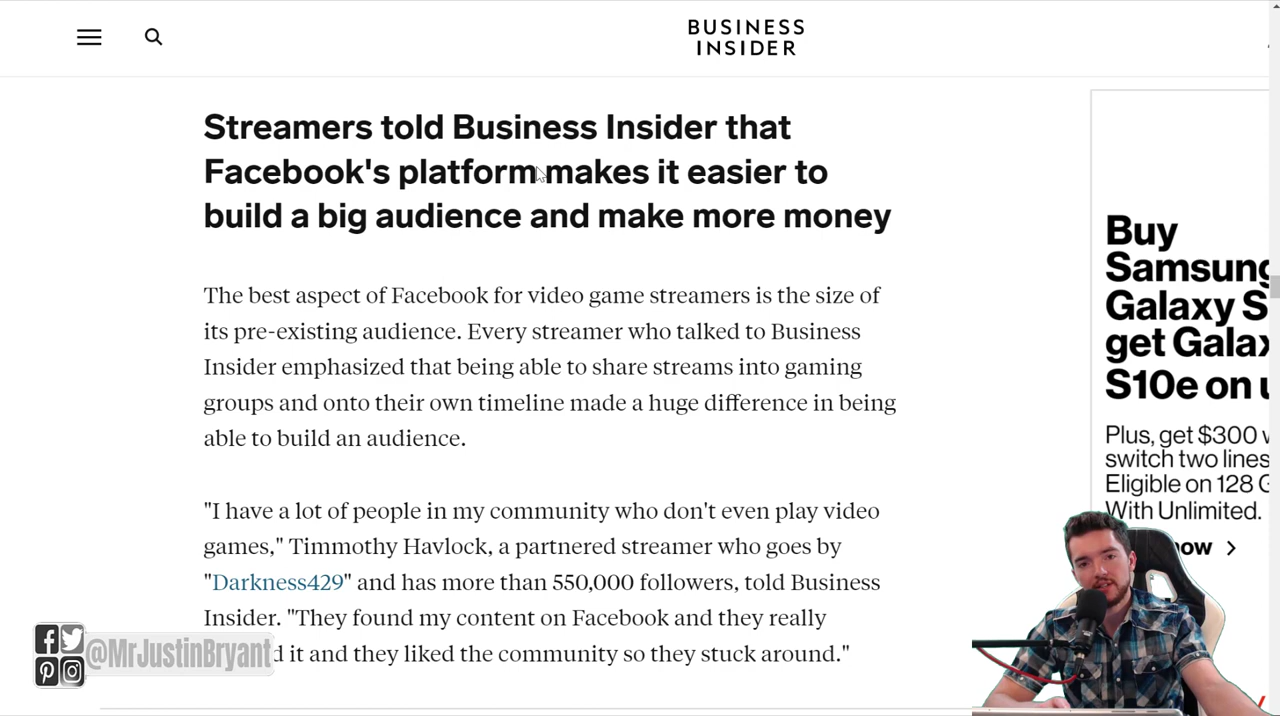 BUSINESS
INSIDER
Streamers told Business Insider that
Facebook's platform makes it easier to
build a big audience and make more money
The best aspect of Facebook for video game streamers is the size of
its pre-existing audience. Every streamer who talked to Business
Insider emphasized that being able to share streams into gaming
groups and onto their own timeline made a huge difference in being
able to build an audience.
"I have a lot of people in my community who don't even play video
games," Timmothy Havlock, a partnered streamer who goes by
"Darkness429" and has more than 550,000 followers, told Business
Insider. "They found my content on Facebook and they really
it and they liked the community so they stuck around."
@MrJustinBryant
Buy
Samsung
Galaxy S
get Galax
S10e on
Plus, get $300
switch two lines
Eligible on 128 G
With Unlimited.
now